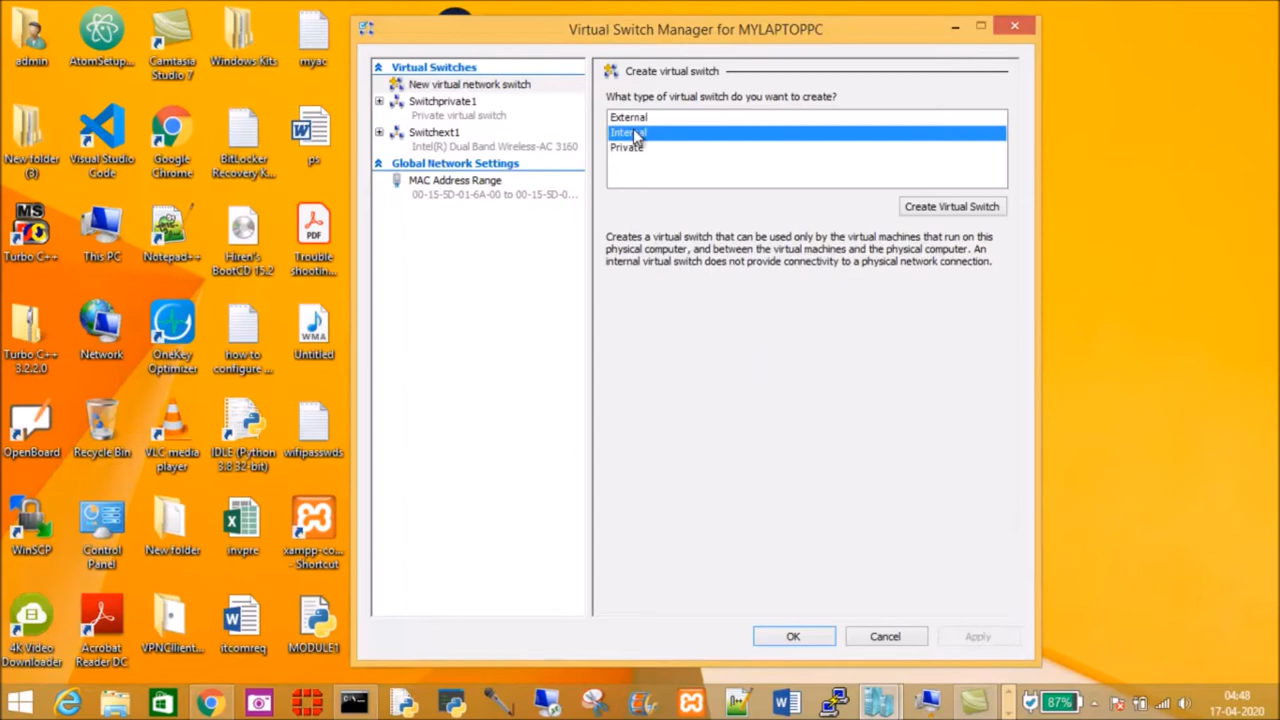 Virtual Switch Manager for MYLAPTOPPC
Virtual Switches
New virtual network switch
Switchprivate1
Private virtual switch
Switchext1
Intel(R) Dual Band Wireless-AC 3160
Global Network Settings
MAC Address Range
00-15-5D-01-6A-00 to 00-15-5D-0...
Create virtual switch
What type of virtual switch do you want to create?
External
Internal
Private
Create Virtual Switch
Creates a virtual switch that can be used only by the virtual machines that run on this
physical computer, and between the virtual machines and the physical computer. An
internal virtual switch does not provide connectivity to a physical network connection.
OK
Cancel
Apply
admin
AtomSetup...
Camtasia
Studio 7
Windows Kits
myac
New folder
(3)
Visual Studio
Code
Google
Chrome
BitLocker
Recovery K...
ps
MS
Turbo C++
This PC
Notepad++
Hiren's
BootCD 15.2
PDF
Trouble
shootin...
Turbo C++
3.2.2.0
Network
OneKey
Optimizer
how to
configure ...
WMA
Untitled
OpenBoard
Recycle Bin
VLC media
player
IDLE (Python
3.8 32-bit)
wifipasswds
WinSCP
Control
Panel
New folder
invpre
xampp-co...
- Shortcut
4K Video
Downloader
Acrobat
Reader DC
VPNClient...
itcomreq
MODULE1
87%
04:48
17-04-2020